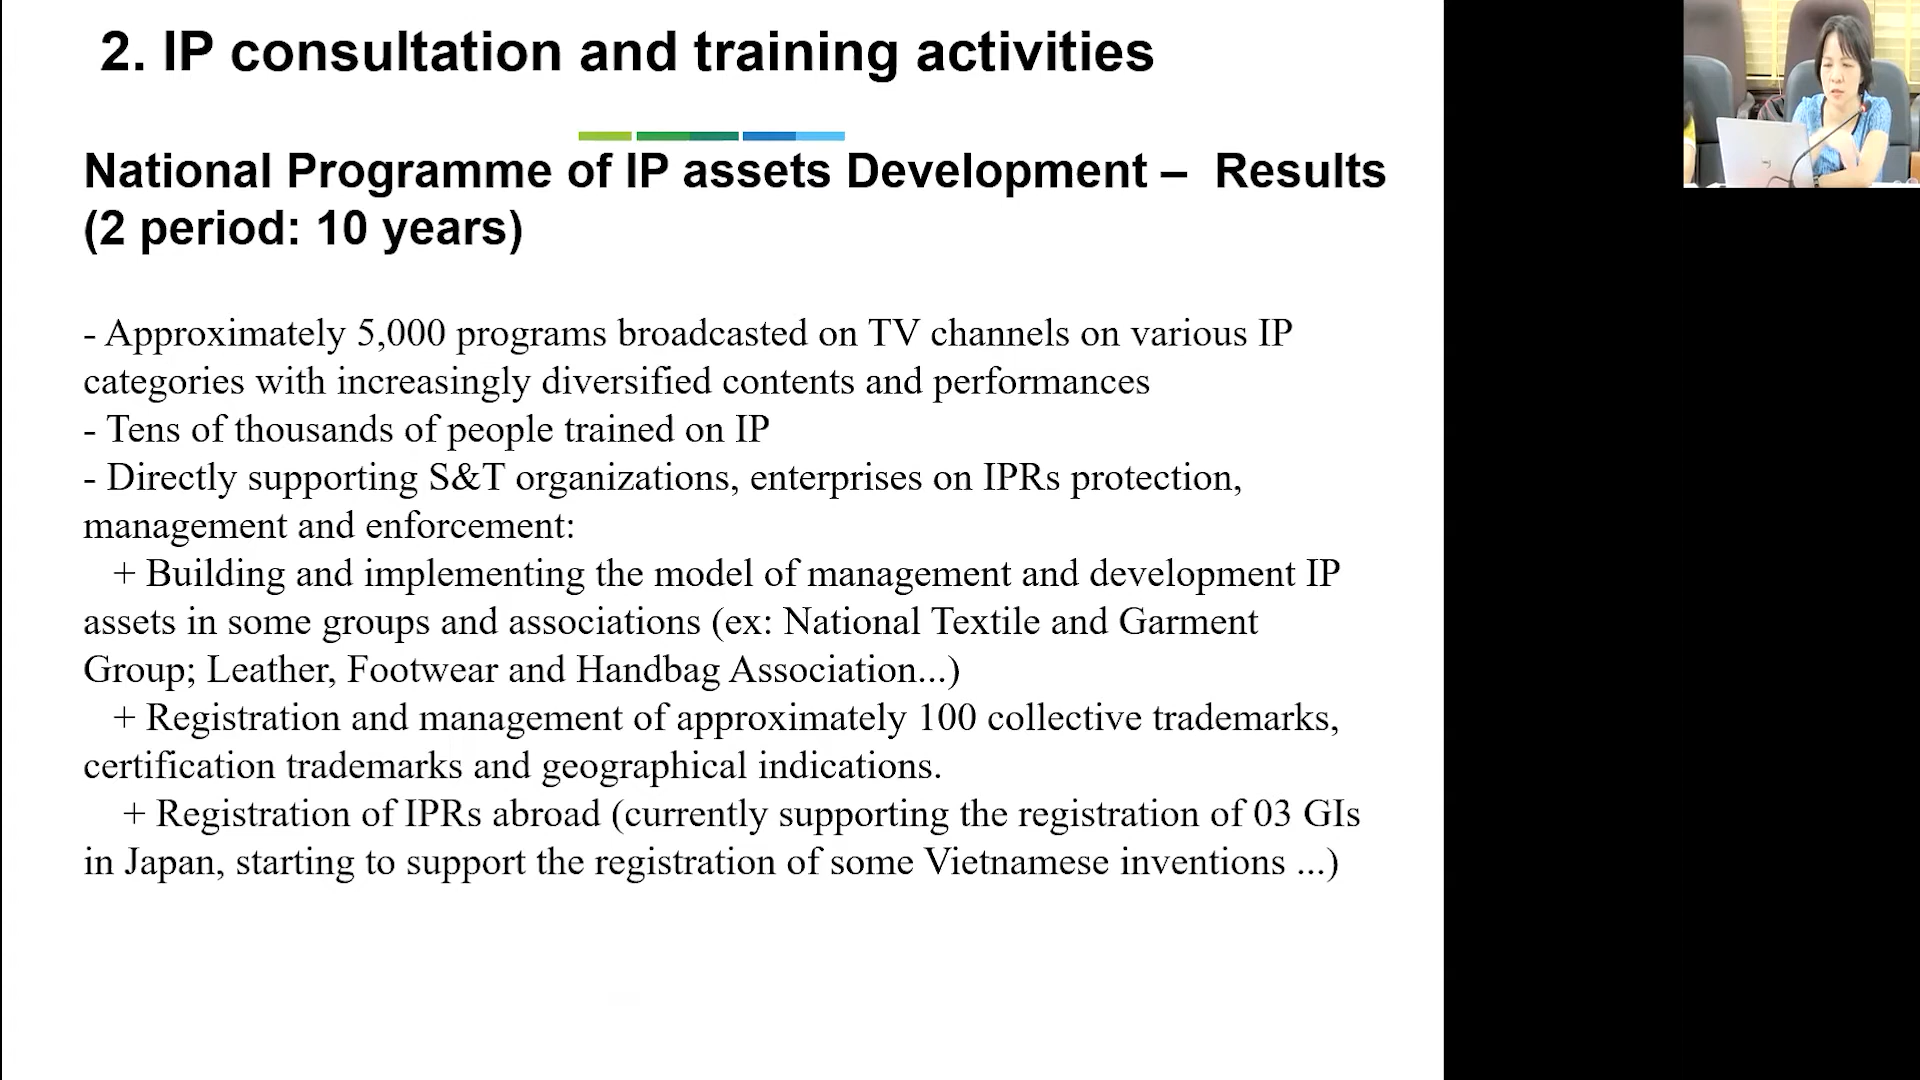 2. IP consultation and training activities
National Programme of IP assets Development –  Results
(2 period: 10 years)
- Approximately 5,000 programs broadcasted on TV channels on various IP
categories with increasingly diversified contents and performances
- Tens of thousands of people trained on IP
- Directly supporting S&T organizations, enterprises on IPRs protection,
management and enforcement:
+ Building and implementing the model of management and development IP
assets in some groups and associations (ex: National Textile and Garment
Group; Leather, Footwear and Handbag Association...)
+ Registration and management of approximately 100 collective trademarks,
certification trademarks and geographical indications.
+ Registration of IPRs abroad (currently supporting the registration of 03 GIs
in Japan, starting to support the registration of some Vietnamese inventions ...)